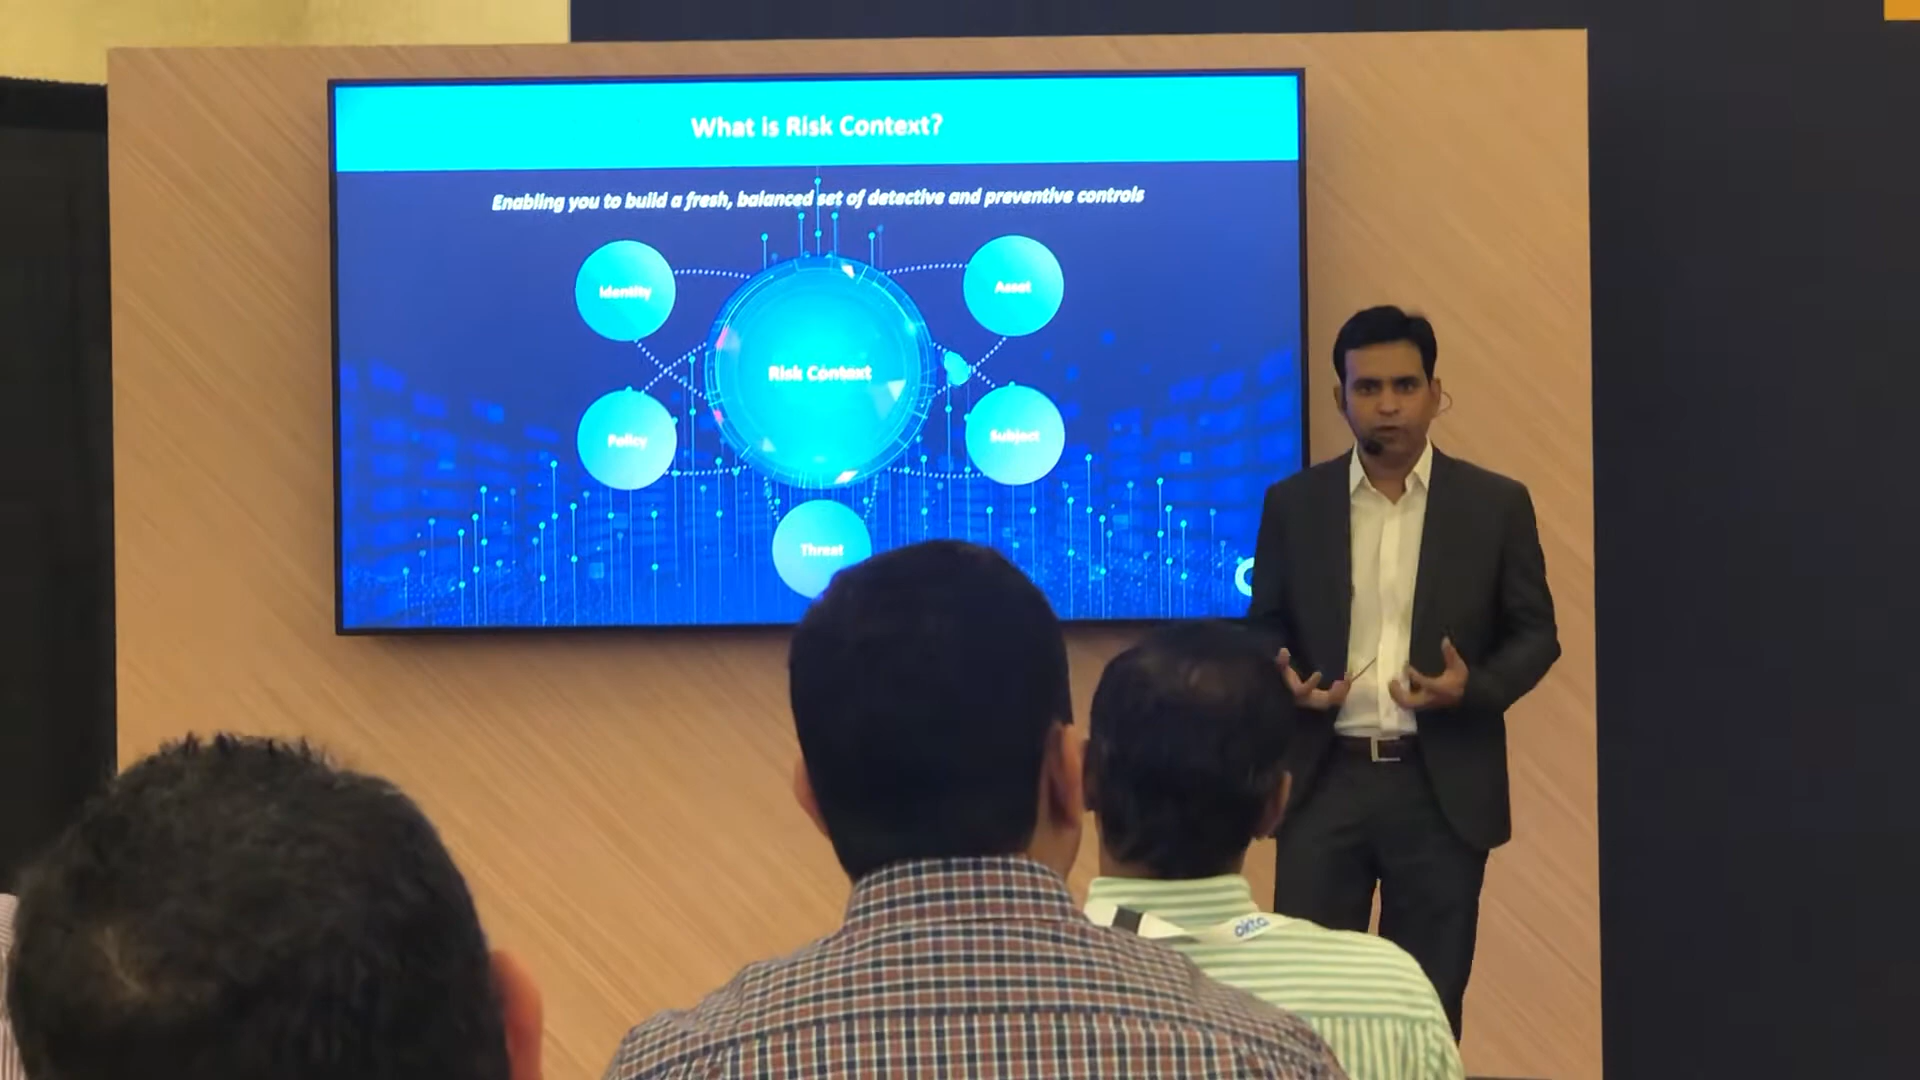 What is Risk Context?
Enabling you to build a fresh, balanced set of detective and preventive controls
Identity
Asset
Risk Context
Policy
Subject
Threat
okta